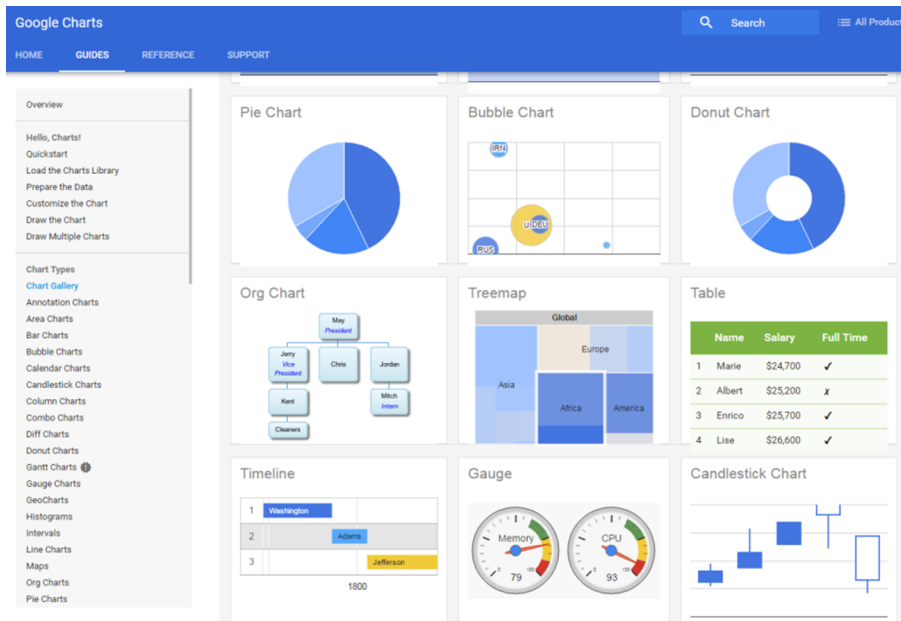 Google Charts
Search
All Product
HOME
GUIDES
REFERENCE
SUPPORT
Overview
Hello, Charts!
Quickstart
Load the Charts Library
Prepare the Data
Customize the Chart
Draw the Chart
Draw Multiple Charts
Chart Types
Chart Gallery
Annotation Charts
Area Charts
Bar Charts
Bubble Charts
Calendar Charts
Candlestick Charts
Column Charts
Combo Charts
Diff Charts
Donut Charts
Gantt Charts
Gauge Charts
GeoCharts
Histograms
Intervals
Line Charts
Maps
Org Charts
Pie Charts
Pie Chart
Bubble Chart
IRN
U
DEU
RUS
Donut Chart
Org Chart
May
President
Jerry
Vice
President
Chris
Jordan
Kent
Mitch
Intern
Cleaners
Treemap
Global
Asia
Europe
Africa
America
Table
Name Salary Full Time
1 Marie $24,700 ✓
2 Albert $25,200 ✗
3 Enrico $25,700 ✓
4 Lise $26,600 ✓
Timeline
1 Washington
2 Adams
3 Jefferson
1800
Gauge
Memory
0 100
79
CPU
0 100
93
Candlestick Chart